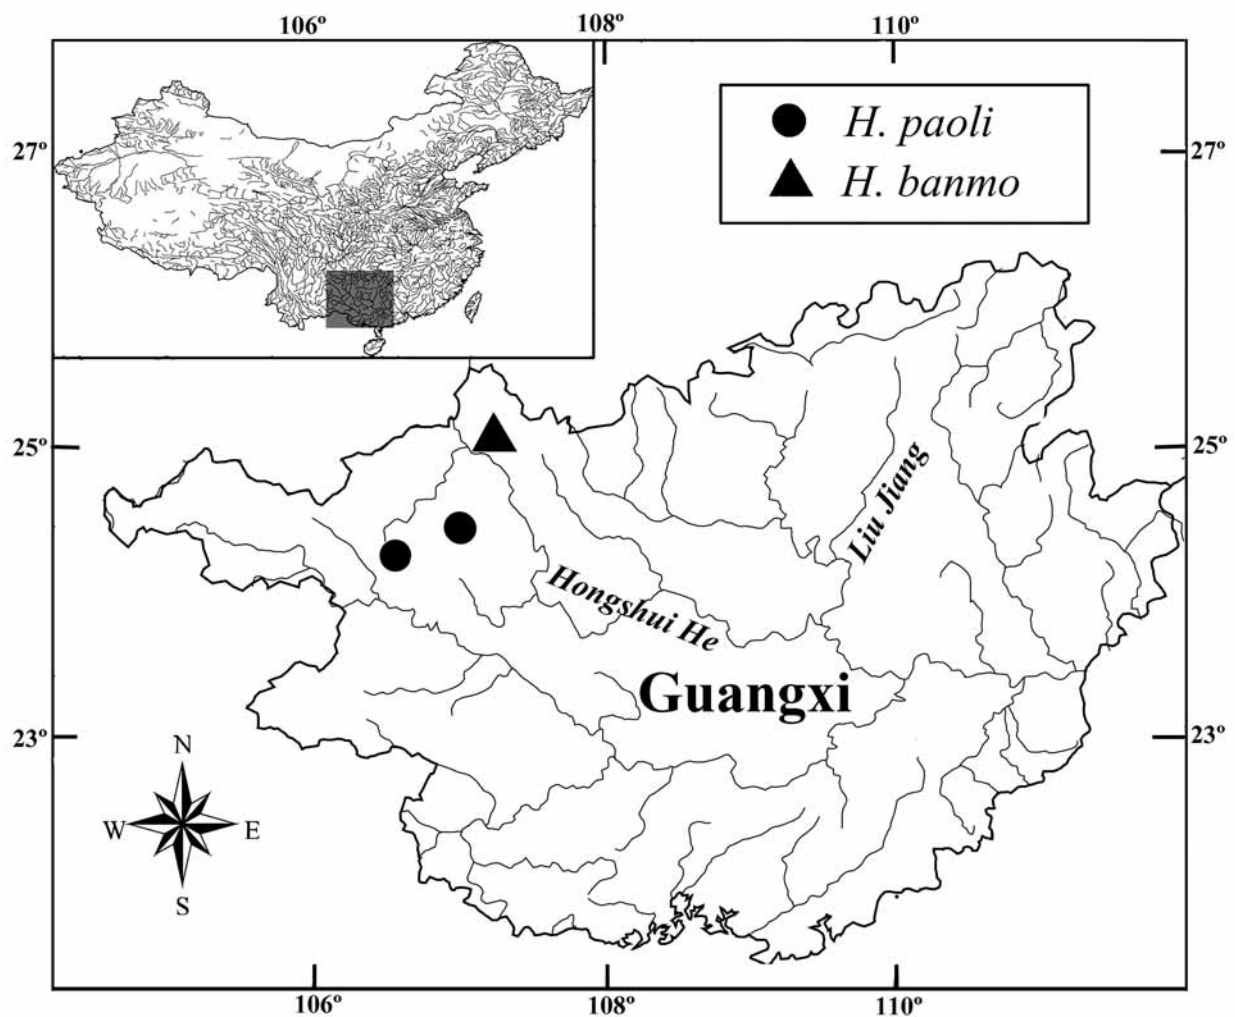 106º 108º 110º
27º 27º
H. paoli
H. banmo
25º 25º
Liu Jiang
Hongshui He
Guangxi
23º 23º
N
W E
S
106º 108º 110º